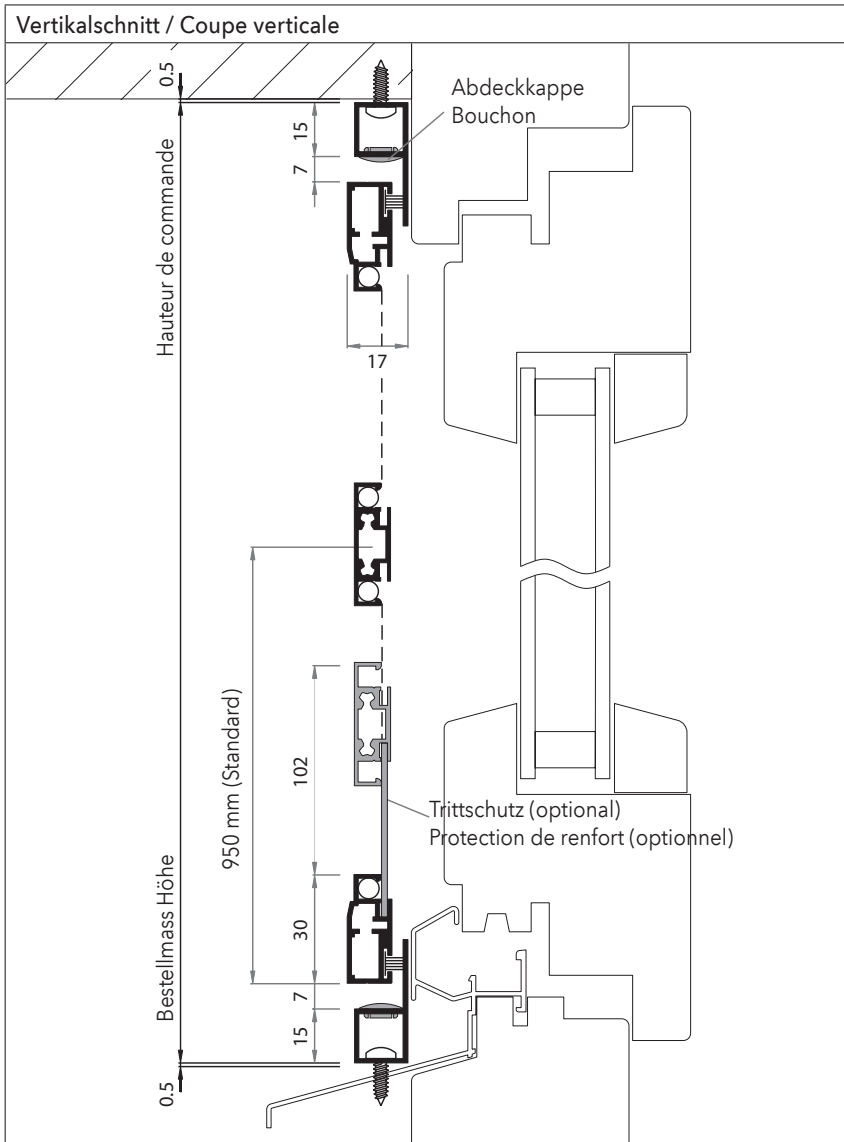 Vertikalschnitt / Coupe verticale
0.5
Abdeckkappe
Bouchon
15
7
Hauteur de commande
17
950 mm (Standard)
102
Trittschutz (optional)
Protection de renfort (optionnel)
Bestellmass Höhe
30
7
15
0.5